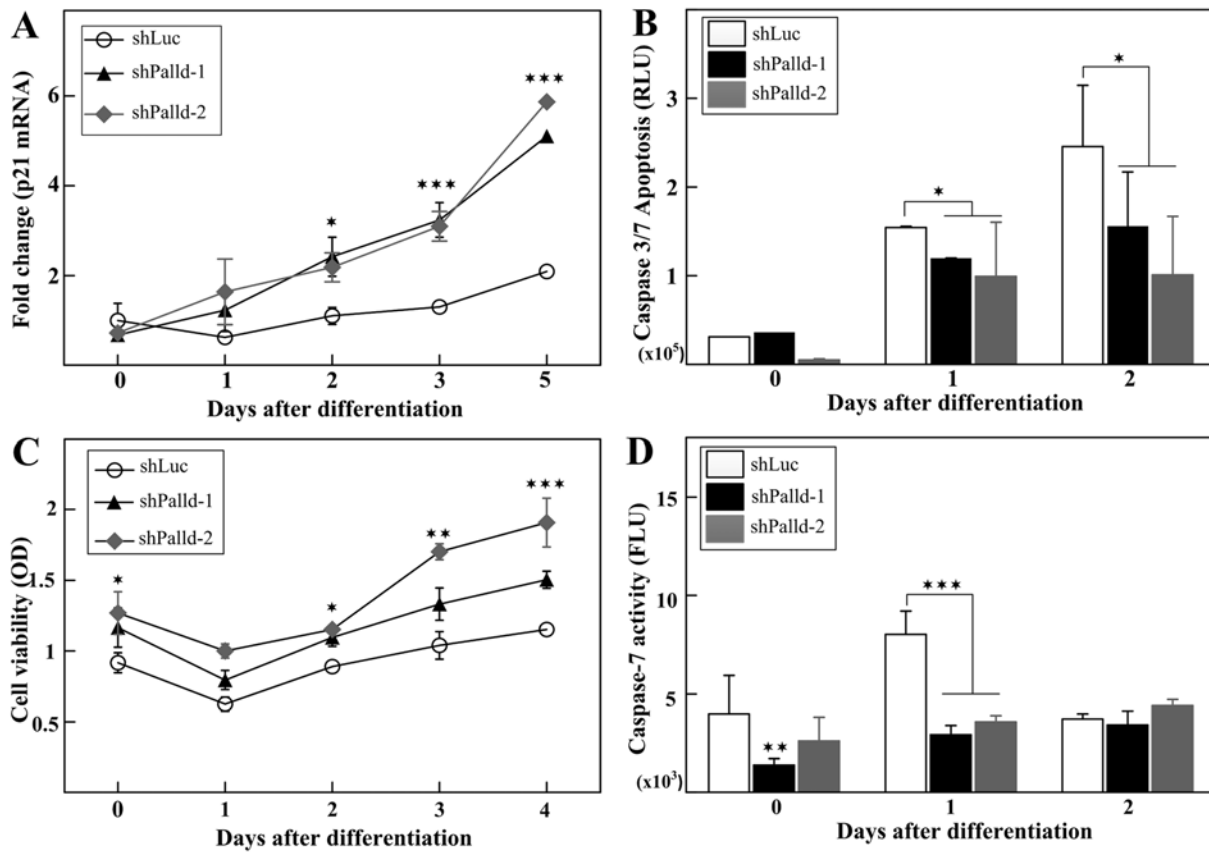 A
shLuc
shPalld-1
shPalld-2
Fold change (p21 mRNA)
6
4
2
* *** ***
0 1 2 3 5
Days after differentiation
B
shLuc
shPalld-1
shPalld-2
Caspase 3/7 Apoptosis (RLU)
3
2
1
(x10⁵)
* *
0 1 2
Days after differentiation
C
shLuc
shPalld-1
shPalld-2
Cell viability (OD)
2
1.5
1
0.5
* * ** ***
0 1 2 3 4
Days after differentiation
D
shLuc
shPalld-1
shPalld-2
Caspase-7 activity (FLU)
15
10
5
(x10³)
** ***
0 1 2
Days after differentiation